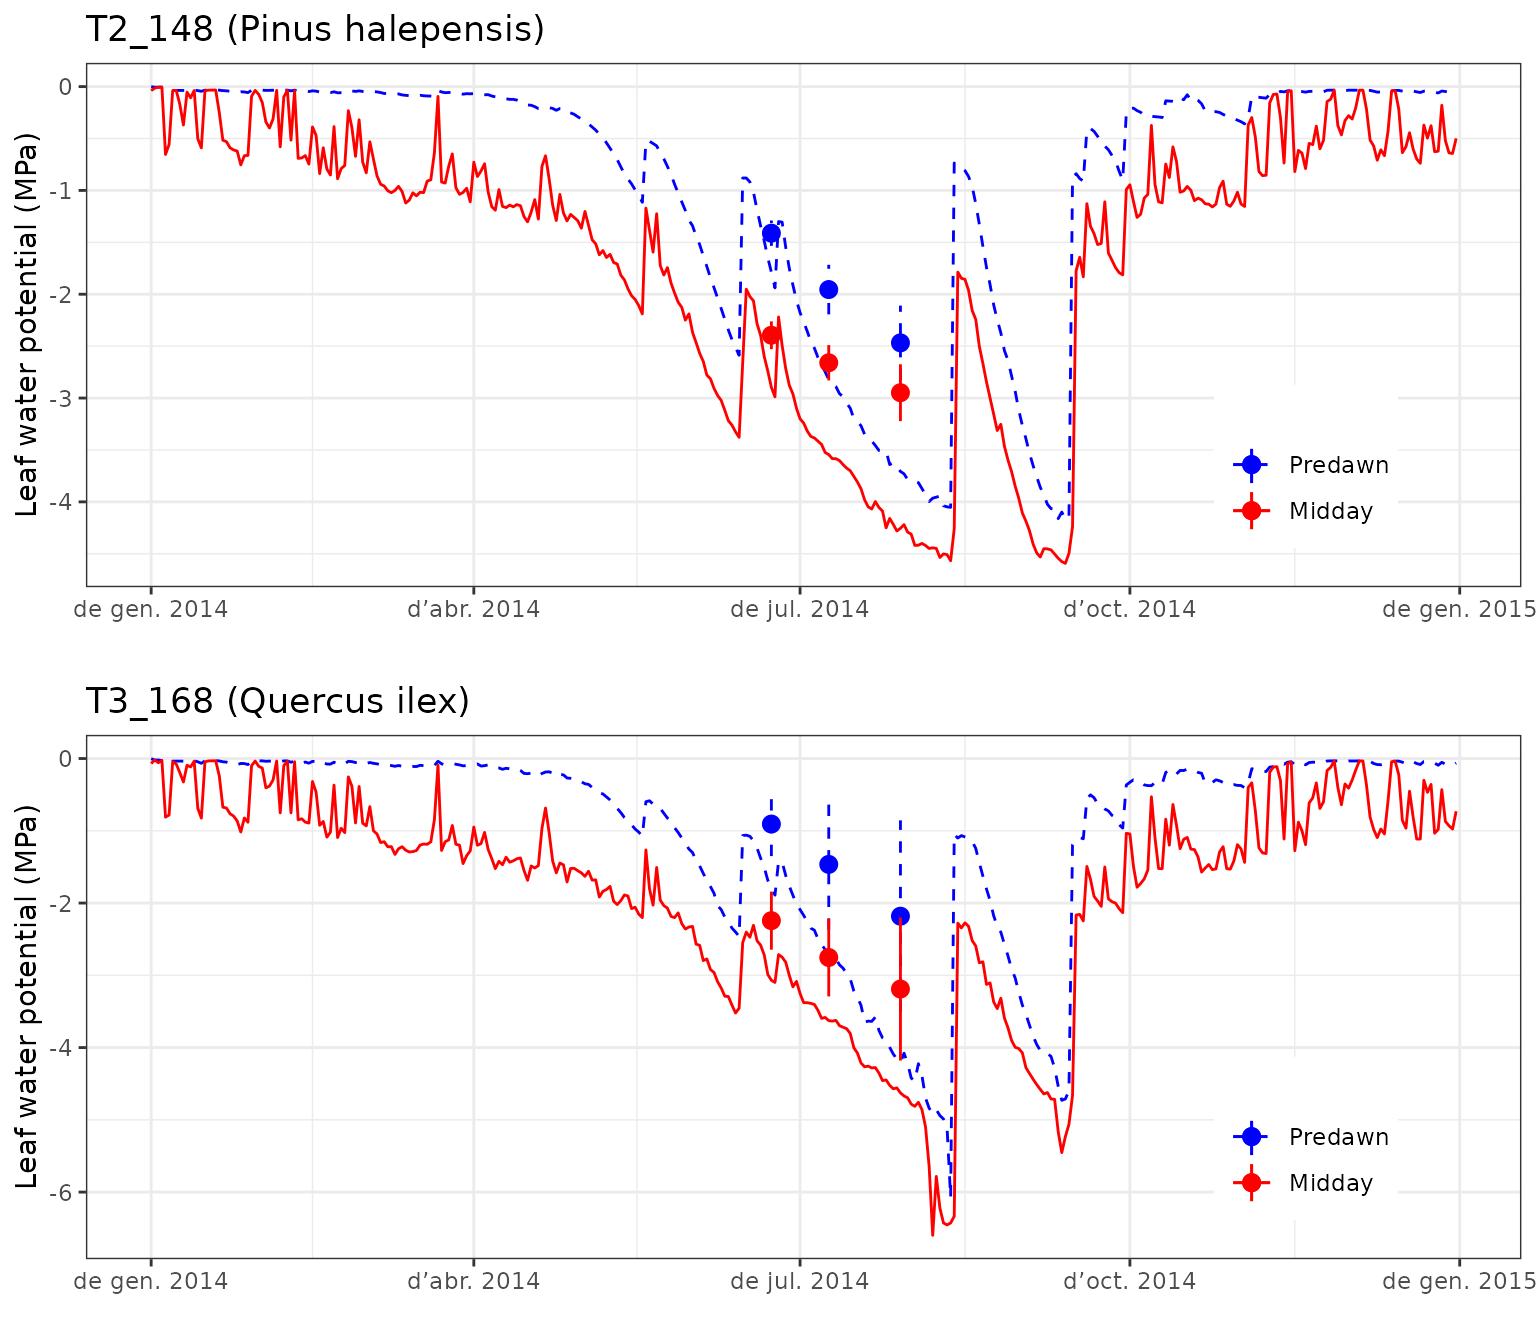 T2_148 (Pinus halepensis)
Leaf water potential (MPa)
0
-1
-2
-3
-4
Predawn
Midday
de gen. 2014
d’abr. 2014
de jul. 2014
d’oct. 2014
de gen. 2015
T3_168 (Quercus ilex)
Leaf water potential (MPa)
0
-2
-4
-6
Predawn
Midday
de gen. 2014
d’abr. 2014
de jul. 2014
d’oct. 2014
de gen. 2015